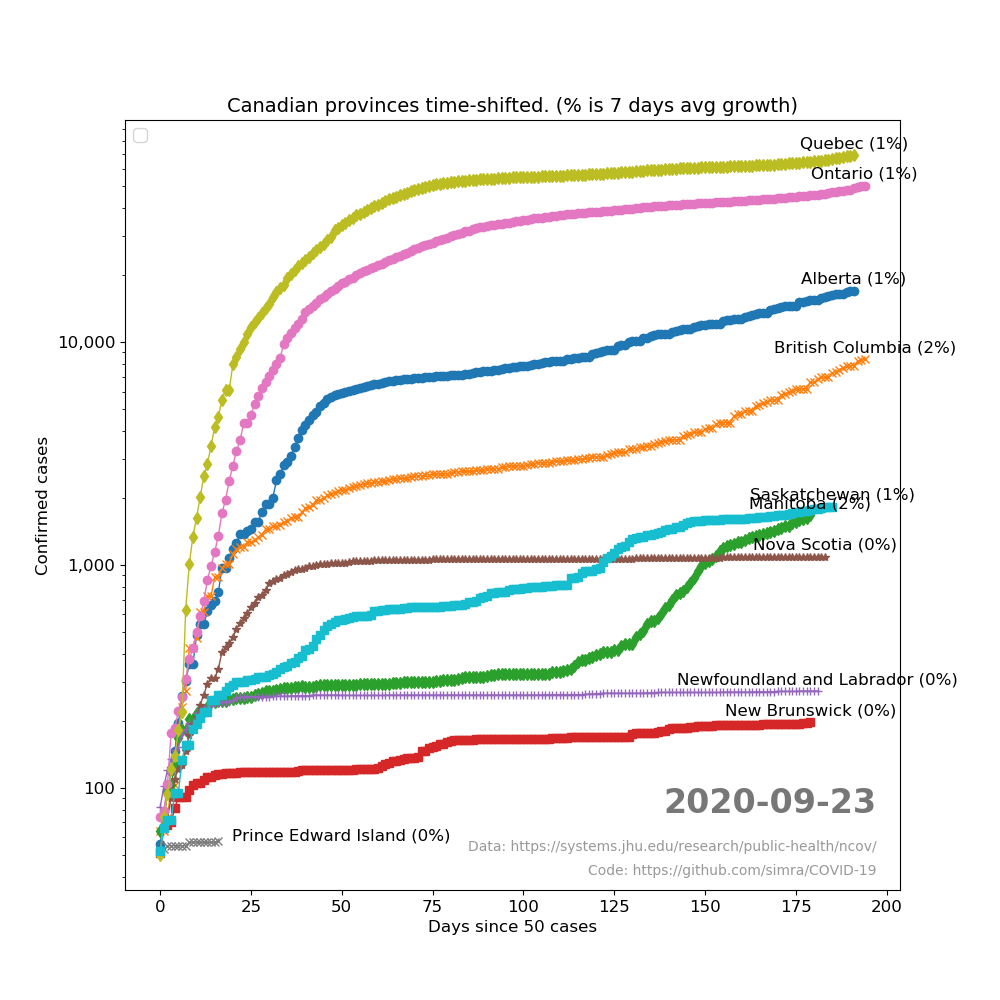 Canadian provinces time-shifted. (% is 7 days avg growth)
Quebec (1%)
Ontario (1%)
Alberta (1%)
10,000
British Columbia (2%)
Confirmed cases
Saskatchewan (1%)
Manitoba (2%)
Nova Scotia (0%)
1,000
Newfoundland and Labrador (0%)
New Brunswick (0%)
100
2020-09-23
Prince Edward Island (0%)
Data: https://systems.jhu.edu/research/public-health/ncov/
Code: https://github.com/simra/COVID-19
0 25 50 75 100 125 150 175 200
Days since 50 cases